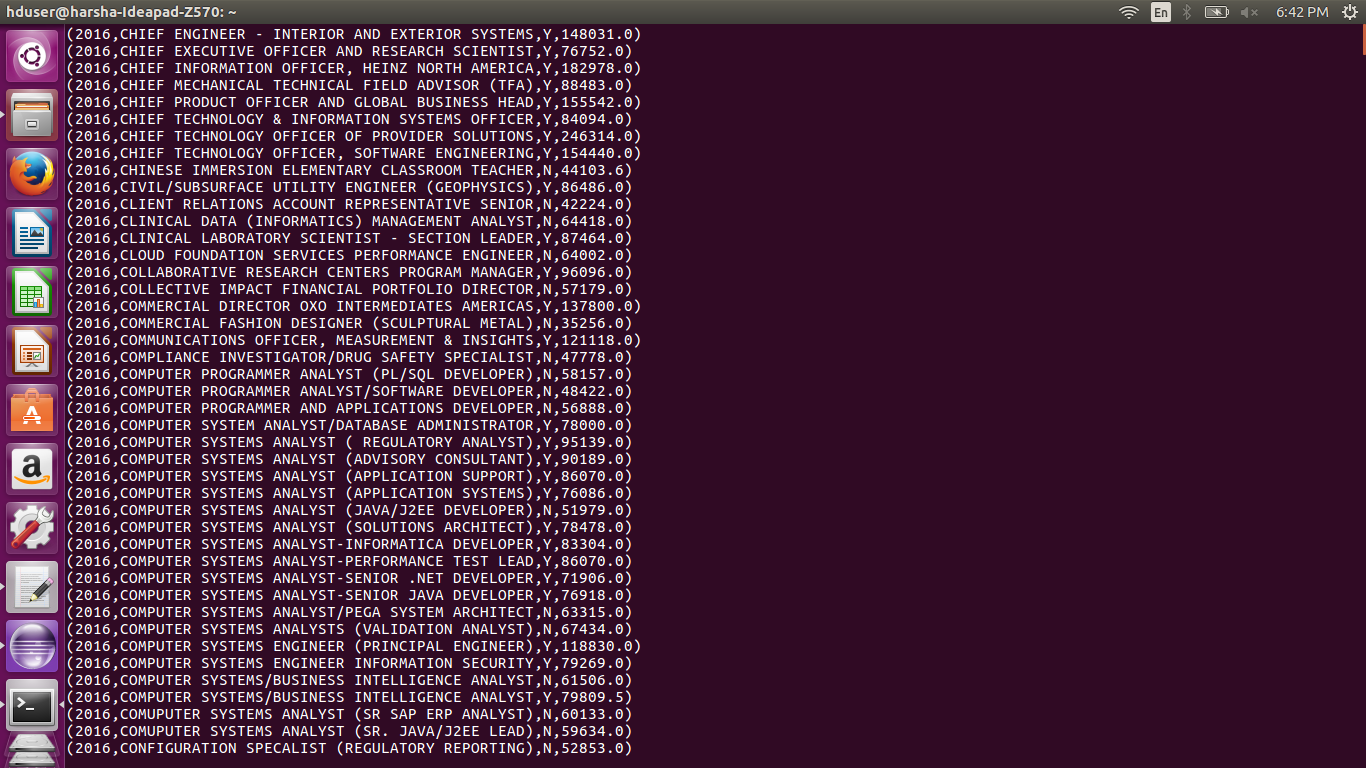 hduser@harsha-Ideapad-Z570: ~
En
6:42 PM
(2016,CHIEF ENGINEER - INTERIOR AND EXTERIOR SYSTEMS,Y,148031.0)
(2016,CHIEF EXECUTIVE OFFICER AND RESEARCH SCIENTIST,Y,76752.0)
(2016,CHIEF INFORMATION OFFICER, HEINZ NORTH AMERICA,Y,182978.0)
(2016,CHIEF MECHANICAL TECHNICAL FIELD ADVISOR (TFA),Y,88483.0)
(2016,CHIEF PRODUCT OFFICER AND GLOBAL BUSINESS HEAD,Y,155542.0)
(2016,CHIEF TECHNOLOGY & INFORMATION SYSTEMS OFFICER,Y,84094.0)
(2016,CHIEF TECHNOLOGY OFFICER OF PROVIDER SOLUTIONS,Y,246314.0)
(2016,CHIEF TECHNOLOGY OFFICER, SOFTWARE ENGINEERING,Y,154440.0)
(2016,CHINESE IMMERSION ELEMENTARY CLASSROOM TEACHER,N,44103.6)
(2016,CIVIL/SUBSURFACE UTILITY ENGINEER (GEOPHYSICS),Y,86486.0)
(2016,CLIENT RELATIONS ACCOUNT REPRESENTATIVE SENIOR,N,42224.0)
(2016,CLINICAL DATA (INFORMATICS) MANAGEMENT ANALYST,N,64418.0)
(2016,CLINICAL LABORATORY SCIENTIST - SECTION LEADER,Y,87464.0)
(2016,CLOUD FOUNDATION SERVICES PERFORMANCE ENGINEER,N,64002.0)
(2016,COLLABORATIVE RESEARCH CENTERS PROGRAM MANAGER,Y,96096.0)
(2016,COLLECTIVE IMPACT FINANCIAL PORTFOLIO DIRECTOR,N,57179.0)
(2016,COMMERCIAL DIRECTOR OXO INTERMEDIATES AMERICAS,Y,137800.0)
(2016,COMMERCIAL FASHION DESIGNER (SCULPTURAL METAL),N,35256.0)
(2016,COMMUNICATIONS OFFICER, MEASUREMENT & INSIGHTS,Y,121118.0)
(2016,COMPLIANCE INVESTIGATOR/DRUG SAFETY SPECIALIST,N,47778.0)
(2016,COMPUTER PROGRAMMER ANALYST (PL/SQL DEVELOPER),N,58157.0)
(2016,COMPUTER PROGRAMMER ANALYST/SOFTWARE DEVELOPER,N,48422.0)
(2016,COMPUTER PROGRAMMER AND APPLICATIONS DEVELOPER,N,56888.0)
(2016,COMPUTER SYSTEM ANALYST/DATABASE ADMINISTRATOR,Y,78000.0)
(2016,COMPUTER SYSTEMS ANALYST ( REGULATORY ANALYST),Y,95139.0)
(2016,COMPUTER SYSTEMS ANALYST (ADVISORY CONSULTANT),Y,90189.0)
(2016,COMPUTER SYSTEMS ANALYST (APPLICATION SUPPORT),Y,86070.0)
(2016,COMPUTER SYSTEMS ANALYST (APPLICATION SYSTEMS),Y,76086.0)
(2016,COMPUTER SYSTEMS ANALYST (JAVA/J2EE DEVELOPER),N,51979.0)
(2016,COMPUTER SYSTEMS ANALYST (SOLUTIONS ARCHITECT),Y,78478.0)
(2016,COMPUTER SYSTEMS ANALYST-INFORMATICA DEVELOPER,Y,83304.0)
(2016,COMPUTER SYSTEMS ANALYST-PERFORMANCE TEST LEAD,Y,86070.0)
(2016,COMPUTER SYSTEMS ANALYST-SENIOR .NET DEVELOPER,Y,71906.0)
(2016,COMPUTER SYSTEMS ANALYST-SENIOR JAVA DEVELOPER,Y,76918.0)
(2016,COMPUTER SYSTEMS ANALYST/PEGA SYSTEM ARCHITECT,N,63315.0)
(2016,COMPUTER SYSTEMS ANALYSTS (VALIDATION ANALYST),N,67434.0)
(2016,COMPUTER SYSTEMS ENGINEER (PRINCIPAL ENGINEER),Y,118830.0)
(2016,COMPUTER SYSTEMS ENGINEER INFORMATION SECURITY,Y,79269.0)
(2016,COMPUTER SYSTEMS/BUSINESS INTELLIGENCE ANALYST,N,61506.0)
(2016,COMPUTER SYSTEMS/BUSINESS INTELLIGENCE ANALYST,Y,79809.5)
(2016,COMUPUTER SYSTEMS ANALYST (SR SAP ERP ANALYST),N,60133.0)
(2016,COMUPUTER SYSTEMS ANALYST (SR. JAVA/J2EE LEAD),N,59634.0)
(2016,CONFIGURATION SPECALIST (REGULATORY REPORTING),N,52853.0)